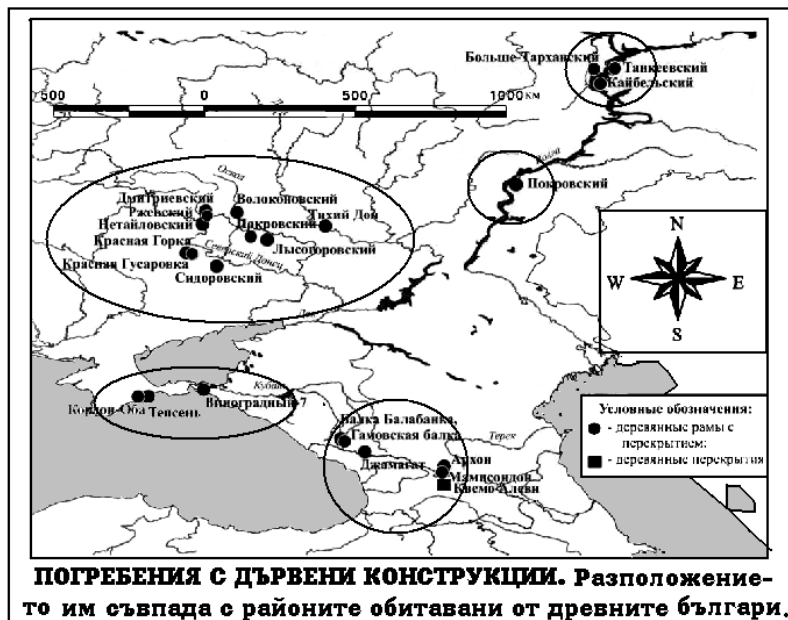 Больше-Тарханский
Танкеевский
Кайбельский
500 0 500 1000 км
Волга
Покровский
Оскол
Дмитриевский
Волоконовский
Ржевский
Тихий Дон
Нетайловский
Покровский
Красная Горка
Лысогоровский
Северский Донец
Красная Гусаровка
Сидоровский
N
W E
S
Кубань
Кордон-Оба
Тепсень
Виноградный-7
Балка Балабанка,
Гамовская балка
Терек
Джамагат
Архон
Мамисондон
Квемо-Алеви
Условные обозначения:
- деревянные рамы с
перекрытием;
- деревянные перекрытия
ПОГРЕБЕНИЯ С ДЪРВЕНИ КОНСТРУКЦИИ. Разположение-
то им съвпада с районите обитавани от древните българи.